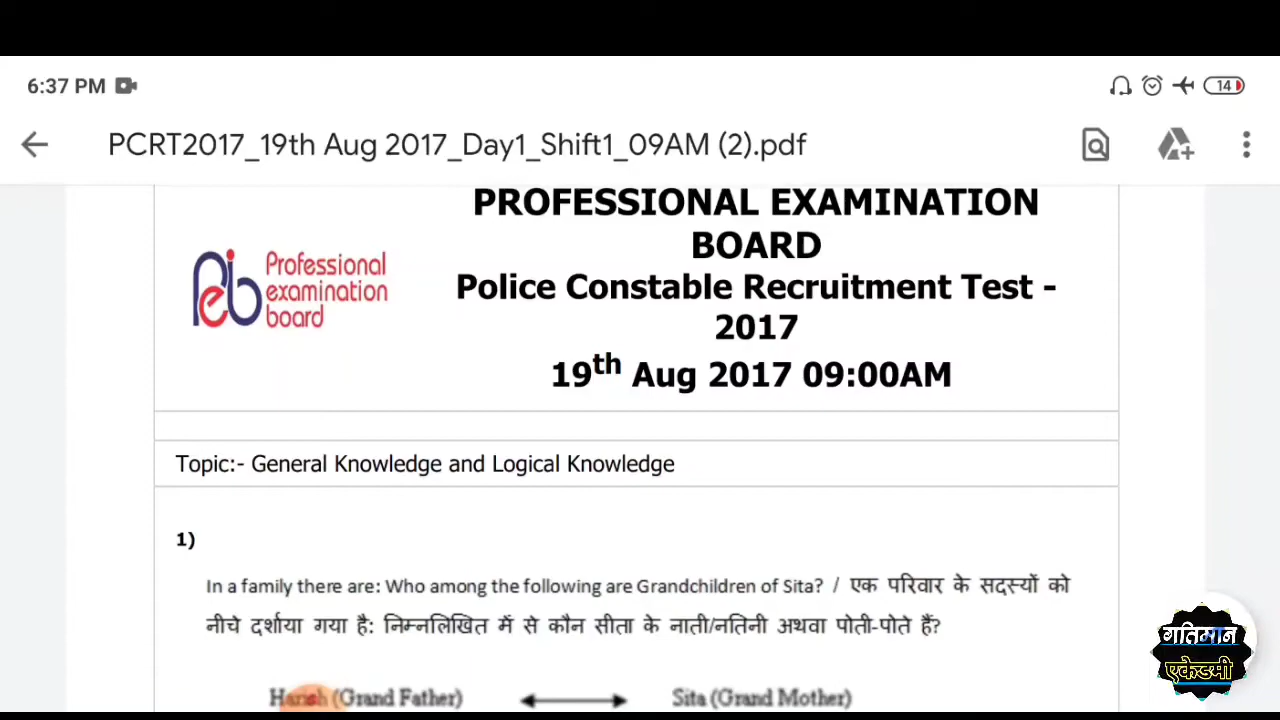 6:37 PM
14
PCRT2017_19th Aug 2017_Day1_Shift1_09AM (2).pdf
PROFESSIONAL EXAMINATION
BOARD
Professional
examination
board
Police Constable Recruitment Test -
2017
19th Aug 2017 09:00AM
Topic:- General Knowledge and Logical Knowledge
1)
In a family there are: Who among the following are Grandchildren of Sita? / एक परिवार के सदस्यों को
नीचे दर्शाया गया है: निम्नलिखित में से कौन सीता के नाती/नतिनी अथवा पोती-पोते हैं?
Harish (Grand Father) Sita (Grand Mother)
गतिमान
एकेडमी